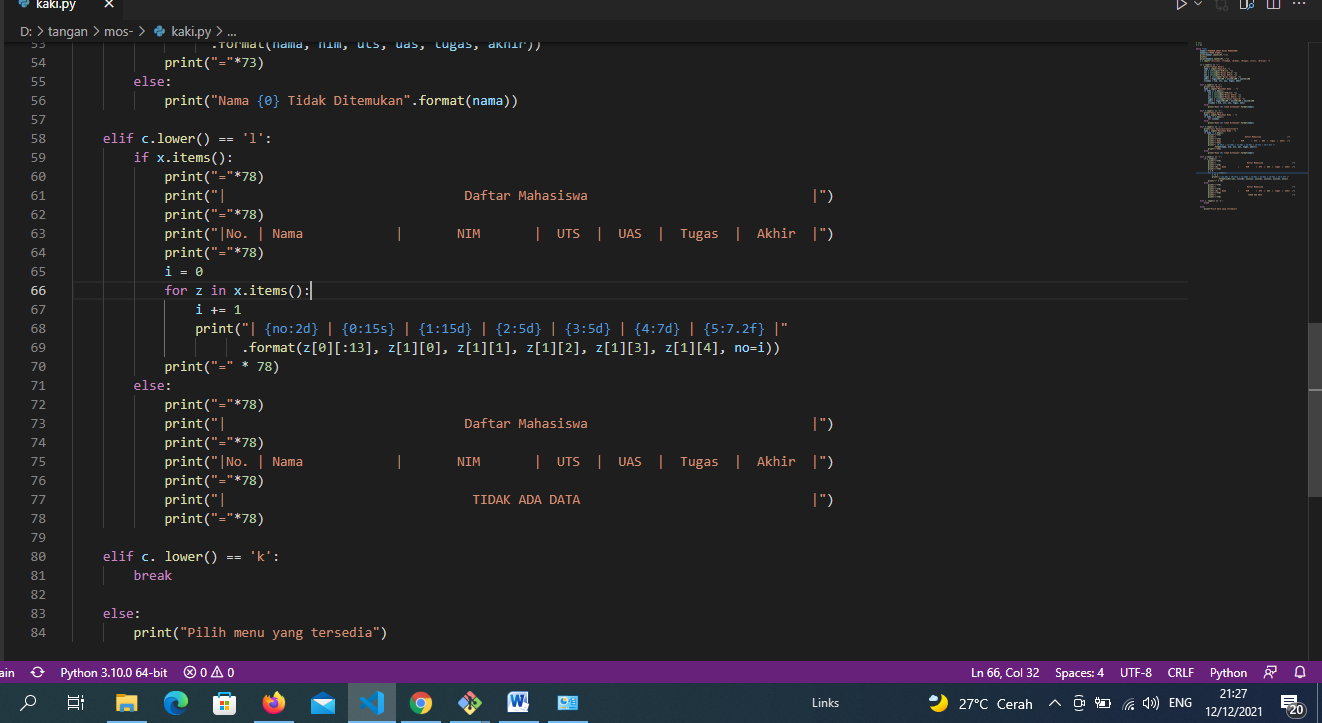 kaki.py ×
D: > tangan > mos- > kaki.py > ...
53 .format(nama, nim, uts, uas, tugas, akhir))
54 print("="*73)
55 else:
56 print("Nama {0} Tidak Ditemukan".format(nama))
57
58 elif c.lower() == 'l':
59 if x.items():
60 print("="*78)
61 print("|                               Daftar Mahasiswa                             |")
62 print("="*78)
63 print("|No. | Nama            |       NIM       |  UTS  |  UAS  |  Tugas  |  Akhir  |")
64 print("="*78)
65 i = 0
66 for z in x.items():
67 i += 1
68 print("| {no:2d} | {0:15s} | {1:15d} | {2:5d} | {3:5d} | {4:7d} | {5:7.2f} |"
69 .format(z[0][:13], z[1][0], z[1][1], z[1][2], z[1][3], z[1][4], no=i))
70 print("=" * 78)
71 else:
72 print("="*78)
73 print("|                               Daftar Mahasiswa                             |")
74 print("="*78)
75 print("|No. | Nama            |       NIM       |  UTS  |  UAS  |  Tugas  |  Akhir  |")
76 print("="*78)
77 print("|                                TIDAK ADA DATA                              |")
78 print("="*78)
79
80 elif c. lower() == 'k':
81 break
82
83 else:
84 print("Pilih menu yang tersedia")
ain Python 3.10.0 64-bit 0 0 Ln 66, Col 32 Spaces: 4 UTF-8 CRLF Python
Links 27°C Cerah ENG 21:27
12/12/2021 20